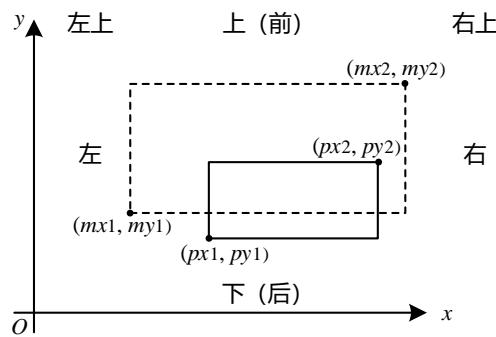 y 左上 上（前） 右上
(mx2, my2)
左 (px2, py2) 右
(mx1, my1)
(px1, py1)
下（后）
O x